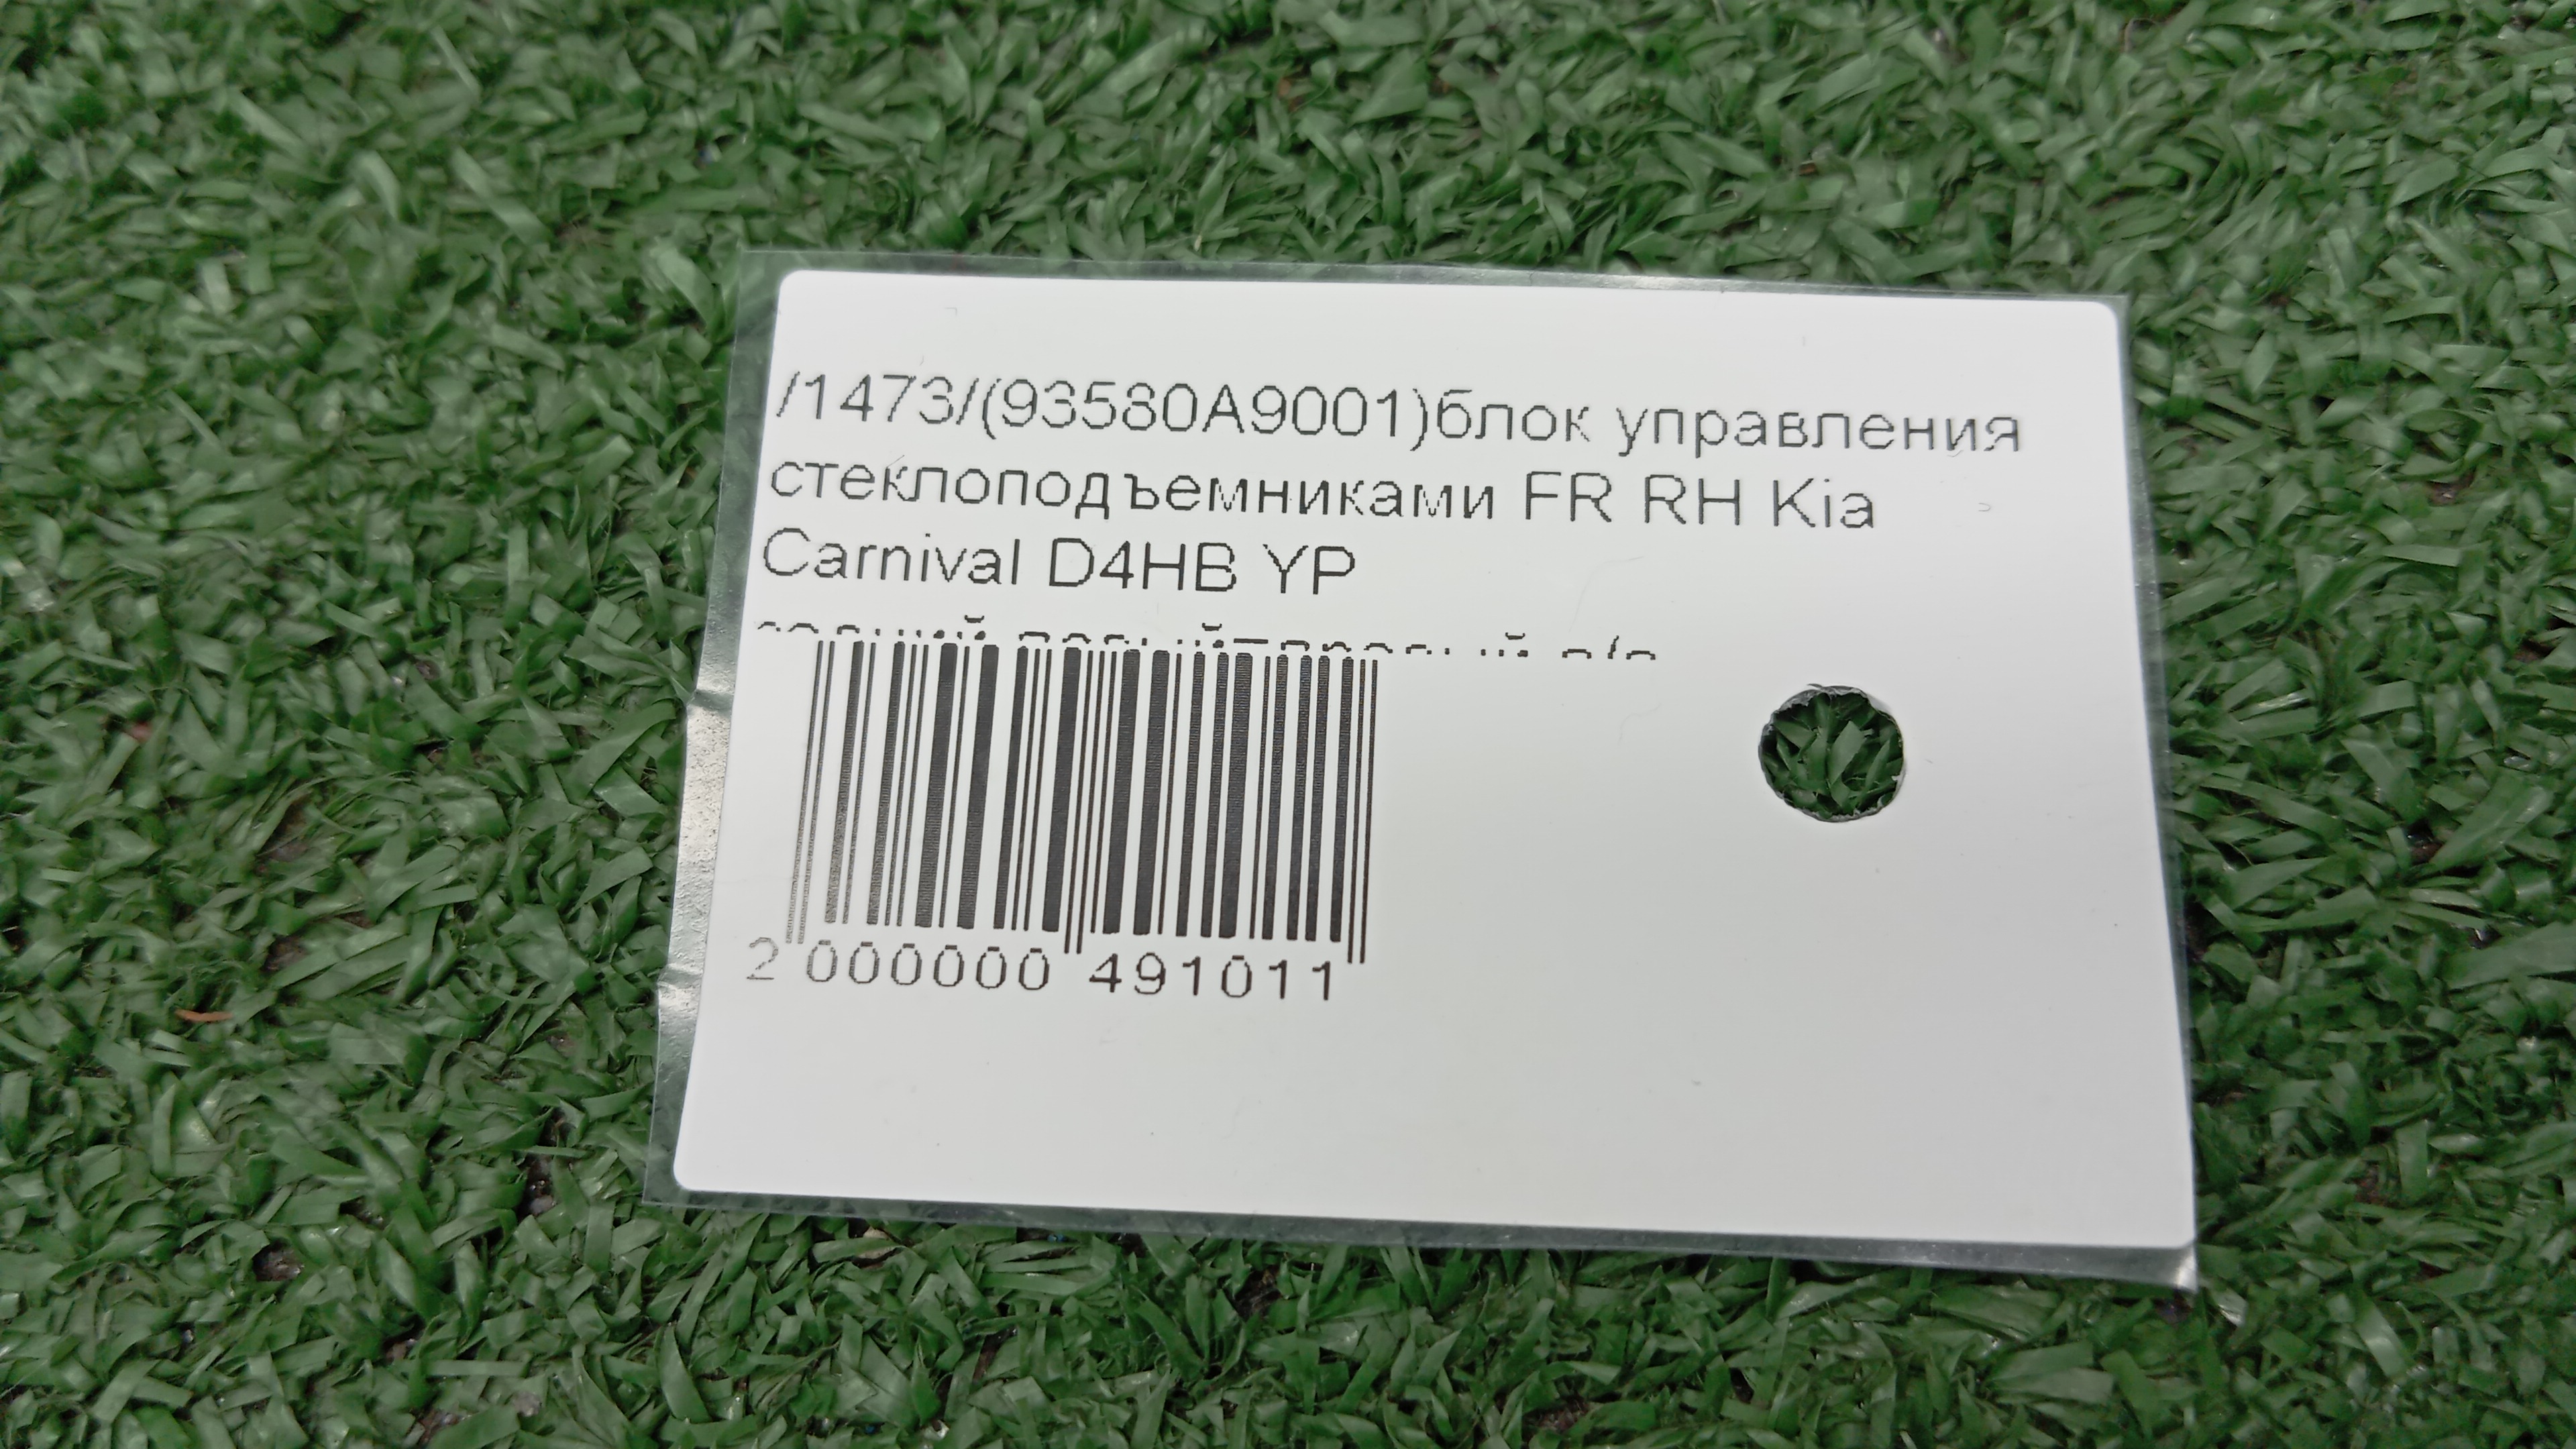 /1473/(93580A9001)блок управления
стеклоподъемниками FR RH Kia
Carnival D4HB YP
2 000000 491011